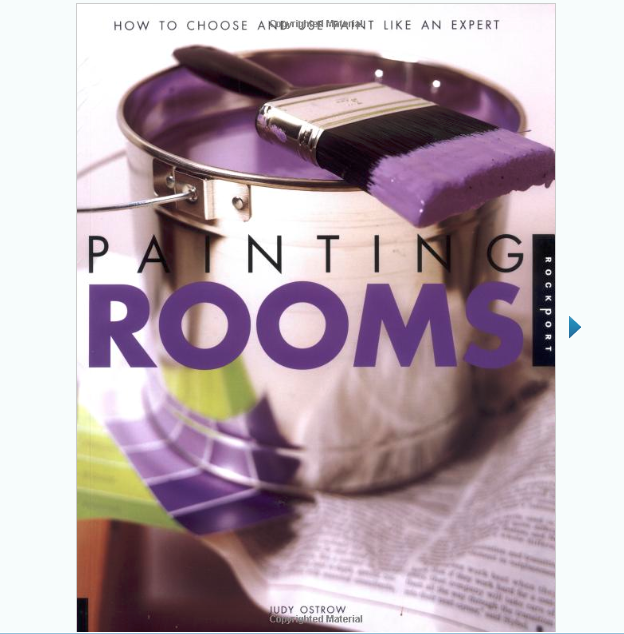 HOW TO CHOOSE AND USE PAINT LIKE AN EXPERT
Copyrighted Material
PAINTING
ROOMS
ROCKPORT
JUDY OSTROW
Copyrighted Material